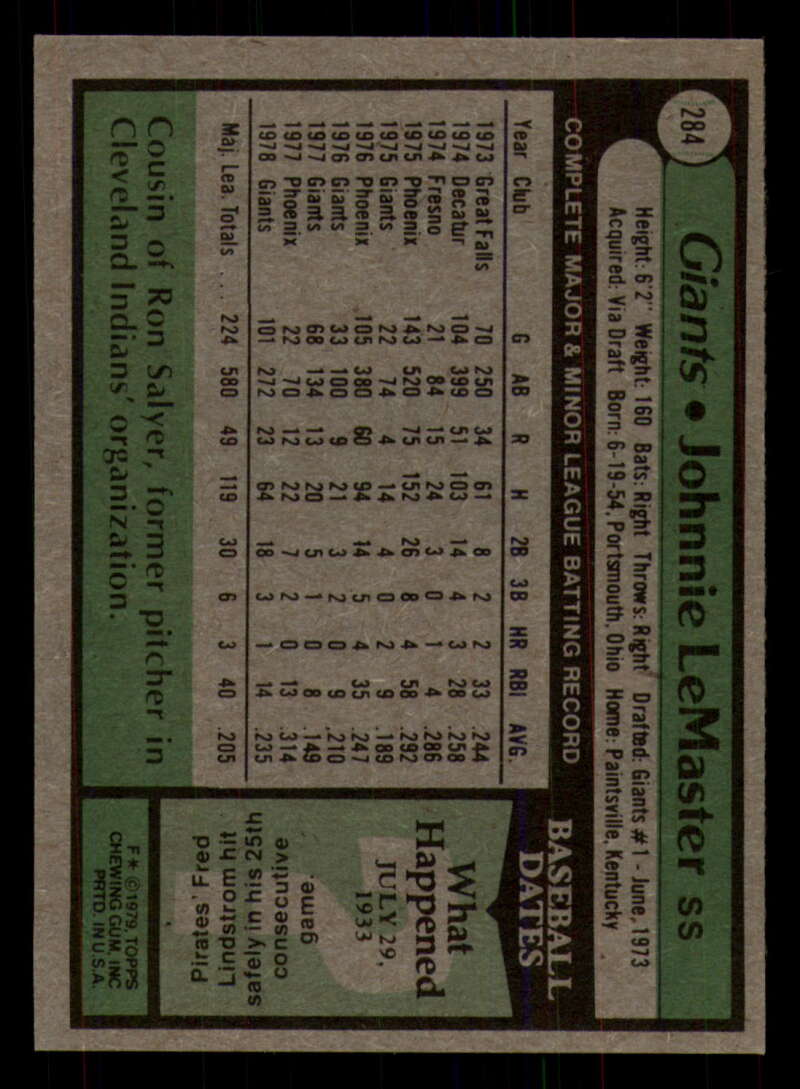 284
Giants • Johnnie LeMaster SS
Height: 6'2" Weight: 160 Bats: Right Throws: Right Drafted: Giants #1 - June, 1973
Acquired: Via Draft Born: 6-19-54, Portsmouth, Ohio Home: Paintsville, Kentucky
COMPLETE MAJOR & MINOR LEAGUE BATTING RECORD
Year Club G AB R H 2B 3B HR RBI AVG.
1973 Great Falls 70 250 34 61 8 2 2 33 .244
1974 Decatur 104 399 51 103 14 4 3 28 .258
1974 Fresno 21 84 15 24 3 0 1 4 .286
1975 Phoenix 143 520 75 152 26 8 4 58 .292
1975 Giants 22 74 4 14 4 0 2 9 .189
1976 Phoenix 105 380 60 94 14 5 4 35 .247
1976 Giants 33 100 9 21 3 2 0 9 .210
1977 Giants 68 134 13 20 5 1 0 8 .149
1977 Phoenix 22 70 12 22 7 2 0 13 .314
1978 Giants 101 272 23 64 18 3 1 14 .235
Maj. Lea. Totals .... 224 580 49 119 30 6 3 40 .205
Cousin of Ron Salyer, former pitcher in
Cleveland Indians' organization.
BASEBALL
DATES
What
Happened
JULY 29,
1933
Pirates' Fred
Lindstrom hit
safely in his 25th
consecutive
game.
F* © 1979, TOPPS
CHEWING GUM, INC
PRTD. IN U.S.A.